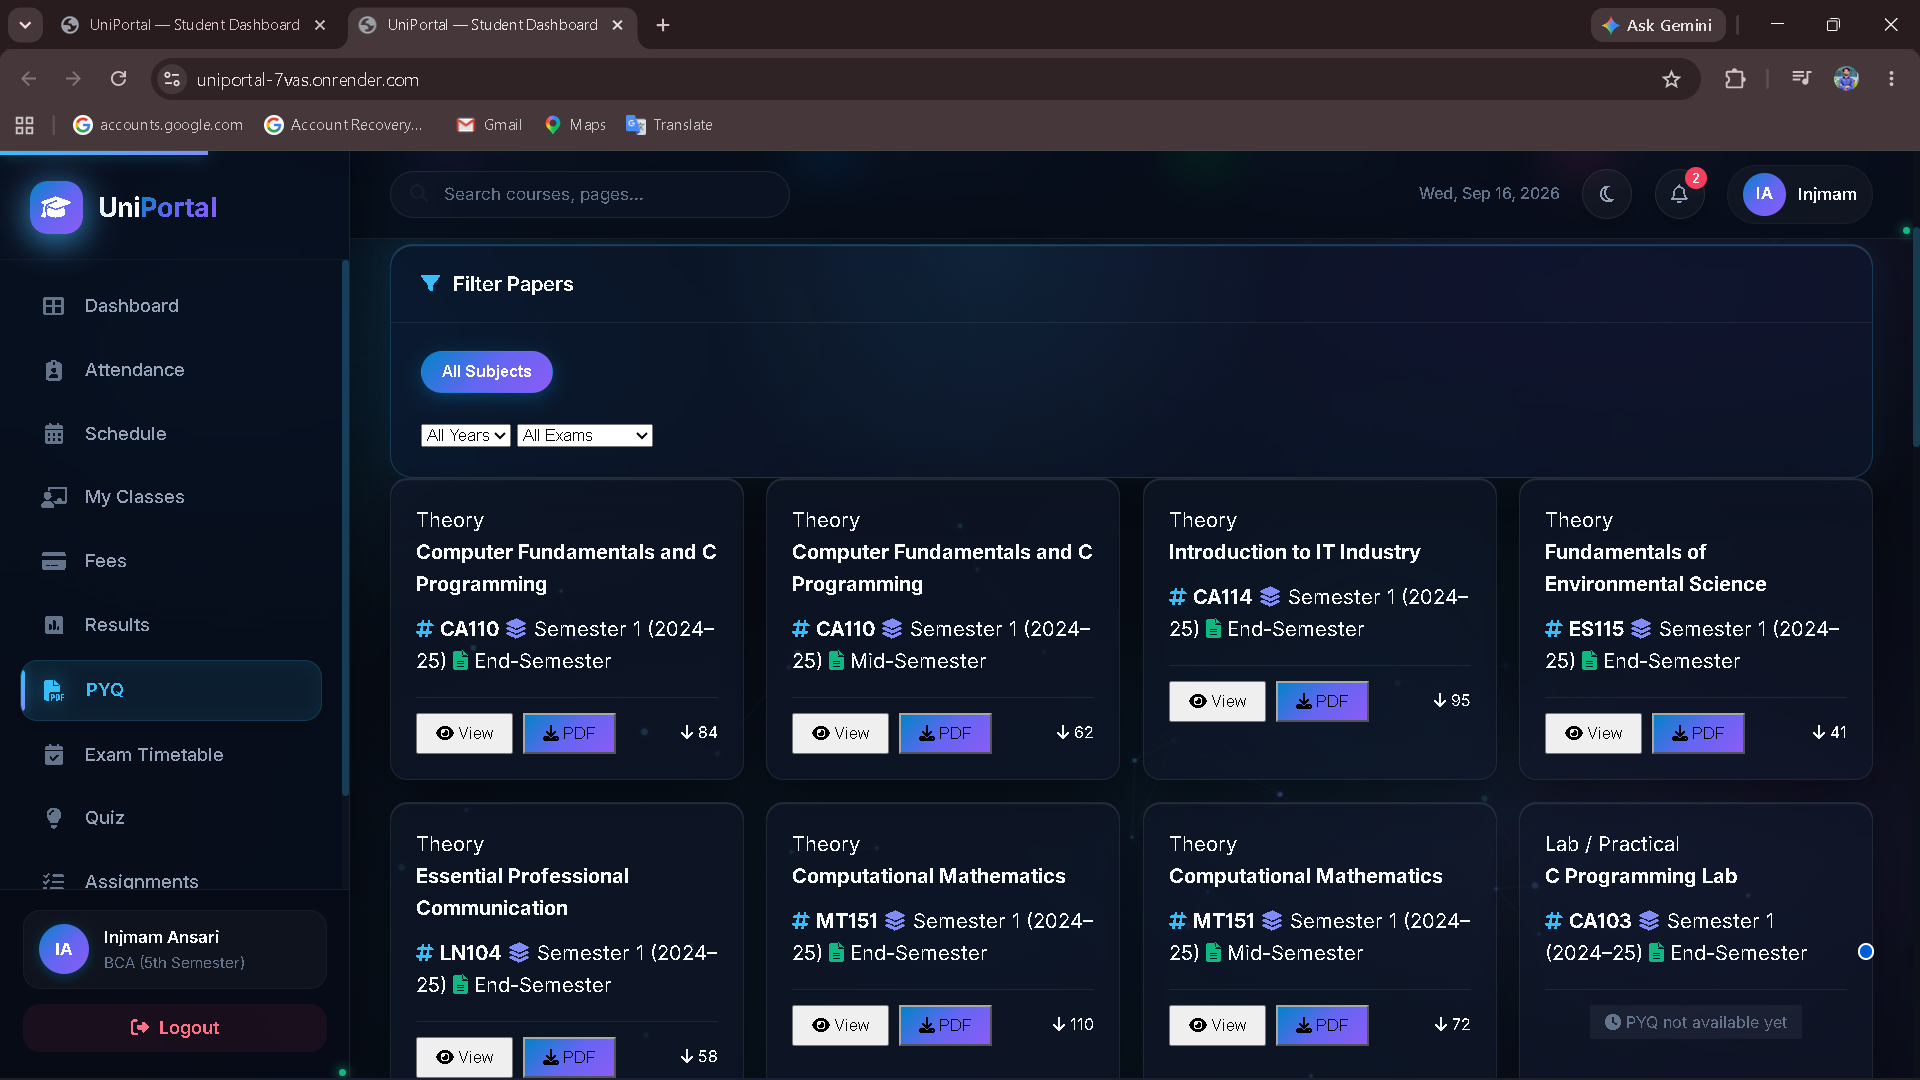 UniPortal — Student Dashboard
UniPortal — Student Dashboard
Ask Gemini
uniportal-7vas.onrender.com
accounts.google.com
Account Recovery...
Gmail
Maps
Translate
UniPortal
Search courses, pages...
Wed, Sep 16, 2026
2
IA
Injmam
Dashboard
Attendance
Schedule
My Classes
Fees
Results
PYQ
Exam Timetable
Quiz
Assignments
IA
Injmam Ansari
BCA (5th Semester)
Logout
Filter Papers
All Subjects
All Years
All Exams
Theory
Computer Fundamentals and C
Programming
# CA110 Semester 1 (2024–
25) End-Semester
View
PDF
↓ 84
Theory
Computer Fundamentals and C
Programming
# CA110 Semester 1 (2024–
25) Mid-Semester
View
PDF
↓ 62
Theory
Introduction to IT Industry
# CA114 Semester 1 (2024–
25) End-Semester
View
PDF
↓ 95
Theory
Fundamentals of
Environmental Science
# ES115 Semester 1 (2024–
25) End-Semester
View
PDF
↓ 41
Theory
Essential Professional
Communication
# LN104 Semester 1 (2024–
25) End-Semester
View
PDF
↓ 58
Theory
Computational Mathematics
# MT151 Semester 1 (2024–
25) End-Semester
View
PDF
↓ 110
Theory
Computational Mathematics
# MT151 Semester 1 (2024–
25) Mid-Semester
View
PDF
↓ 72
Lab / Practical
C Programming Lab
# CA103 Semester 1
(2024–25) End-Semester
PYQ not available yet